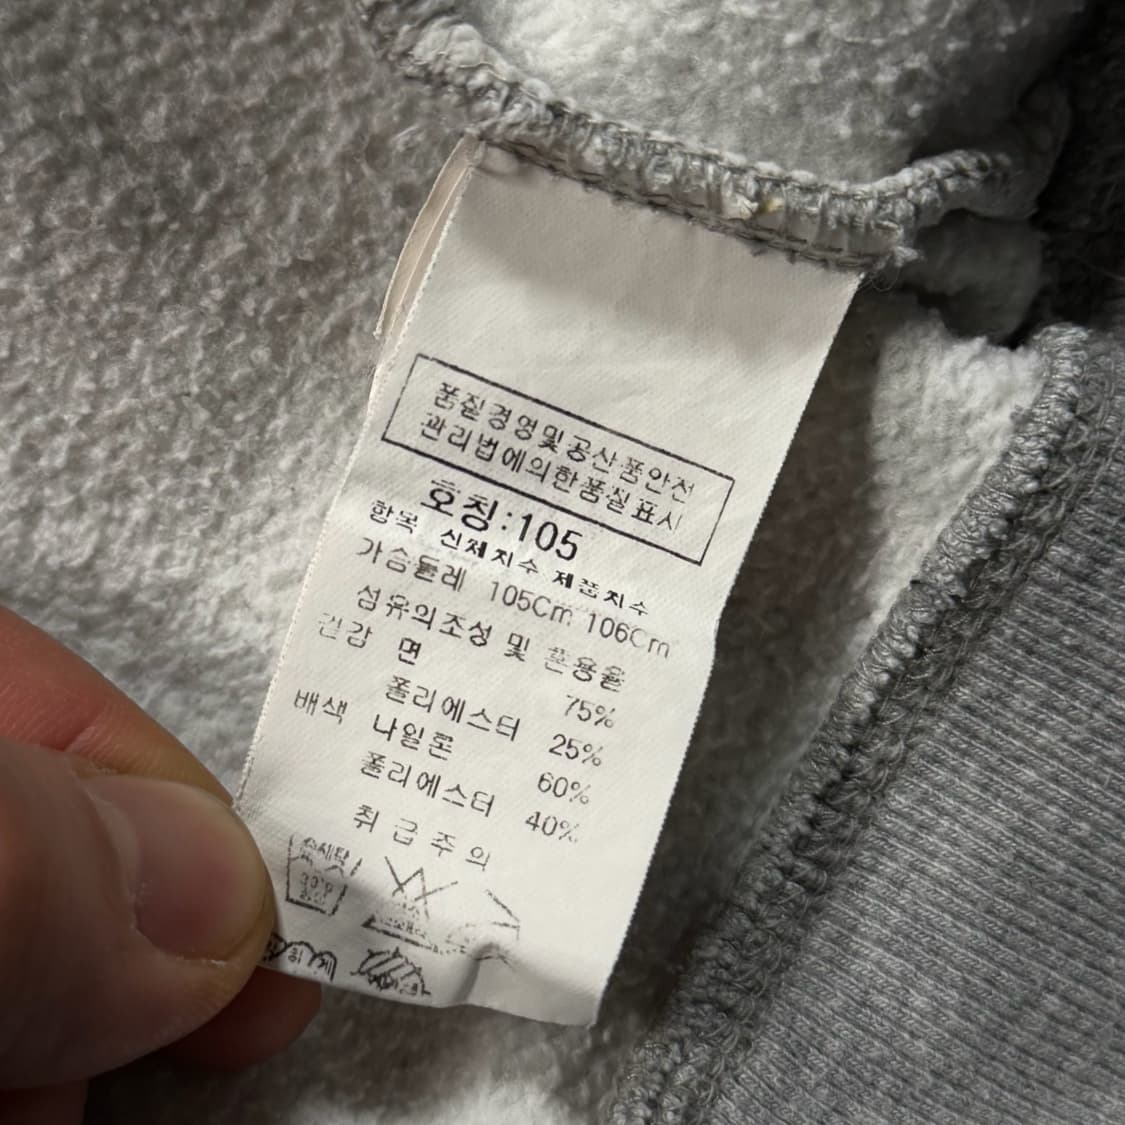 품질경영및공산품안전
관리법에의한품질표시
호칭:105
항목 신체치수 제품치수
가슴둘레 105Cm 106Cm
섬유의조성 및 혼용율
겉감 면 75%
폴리에스터 25%
배색 나일론 60%
폴리에스터 40%
취급주의
손세탁